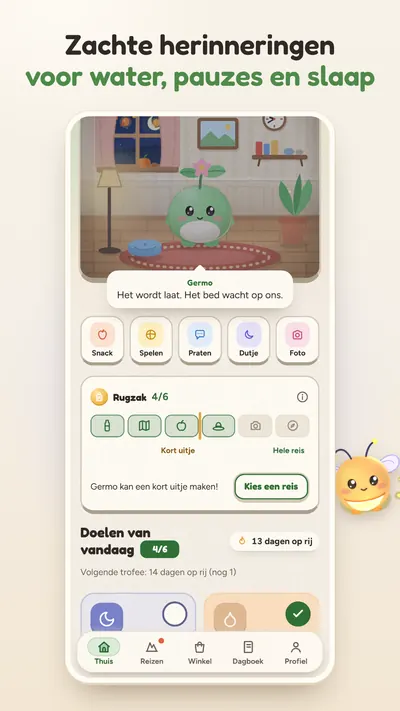 Zachte herinneringen
voor water, pauzes en slaap
Germo
Het wordt laat. Het bed wacht op ons.
Snack
Spelen
Praten
Dutje
Foto
Rugzak 4/6
Kort uitje
Hele reis
Germo kan een kort uitje maken!
Kies een reis
Doelen van
vandaag 4/6
13 dagen op rij
Volgende trofee: 14 dagen op rij (nog 1)
Thuis
Reizen
Winkel
Dagboek
Profiel